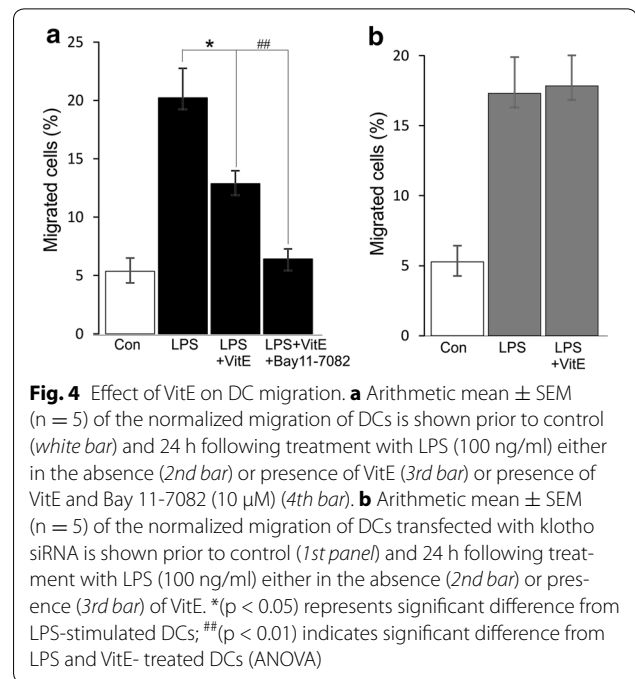 a
b
*
##
Migrated cells (%)
25
20
15
10
5
0
Con
LPS
LPS
+VitE
LPS+VitE
+Bay11-7082
Migrated cells (%)
20
15
10
5
0
Con
LPS
LPS
+VitE
Fig. 4 Effect of VitE on DC migration. a Arithmetic mean ± SEM
(n = 5) of the normalized migration of DCs is shown prior to control
(white bar) and 24 h following treatment with LPS (100 ng/ml) either
in the absence (2nd bar) or presence of VitE (3rd bar) or presence of
VitE and Bay 11-7082 (10 μM) (4th bar). b Arithmetic mean ± SEM
(n = 5) of the normalized migration of DCs transfected with klotho
siRNA is shown prior to control (1st panel) and 24 h following treat-
ment with LPS (100 ng/ml) either in the absence (2nd bar) or pres-
ence (3rd bar) of VitE. *(p < 0.05) represents significant difference from
LPS-stimulated DCs; ##(p < 0.01) indicates significant difference from
LPS and VitE- treated DCs (ANOVA)